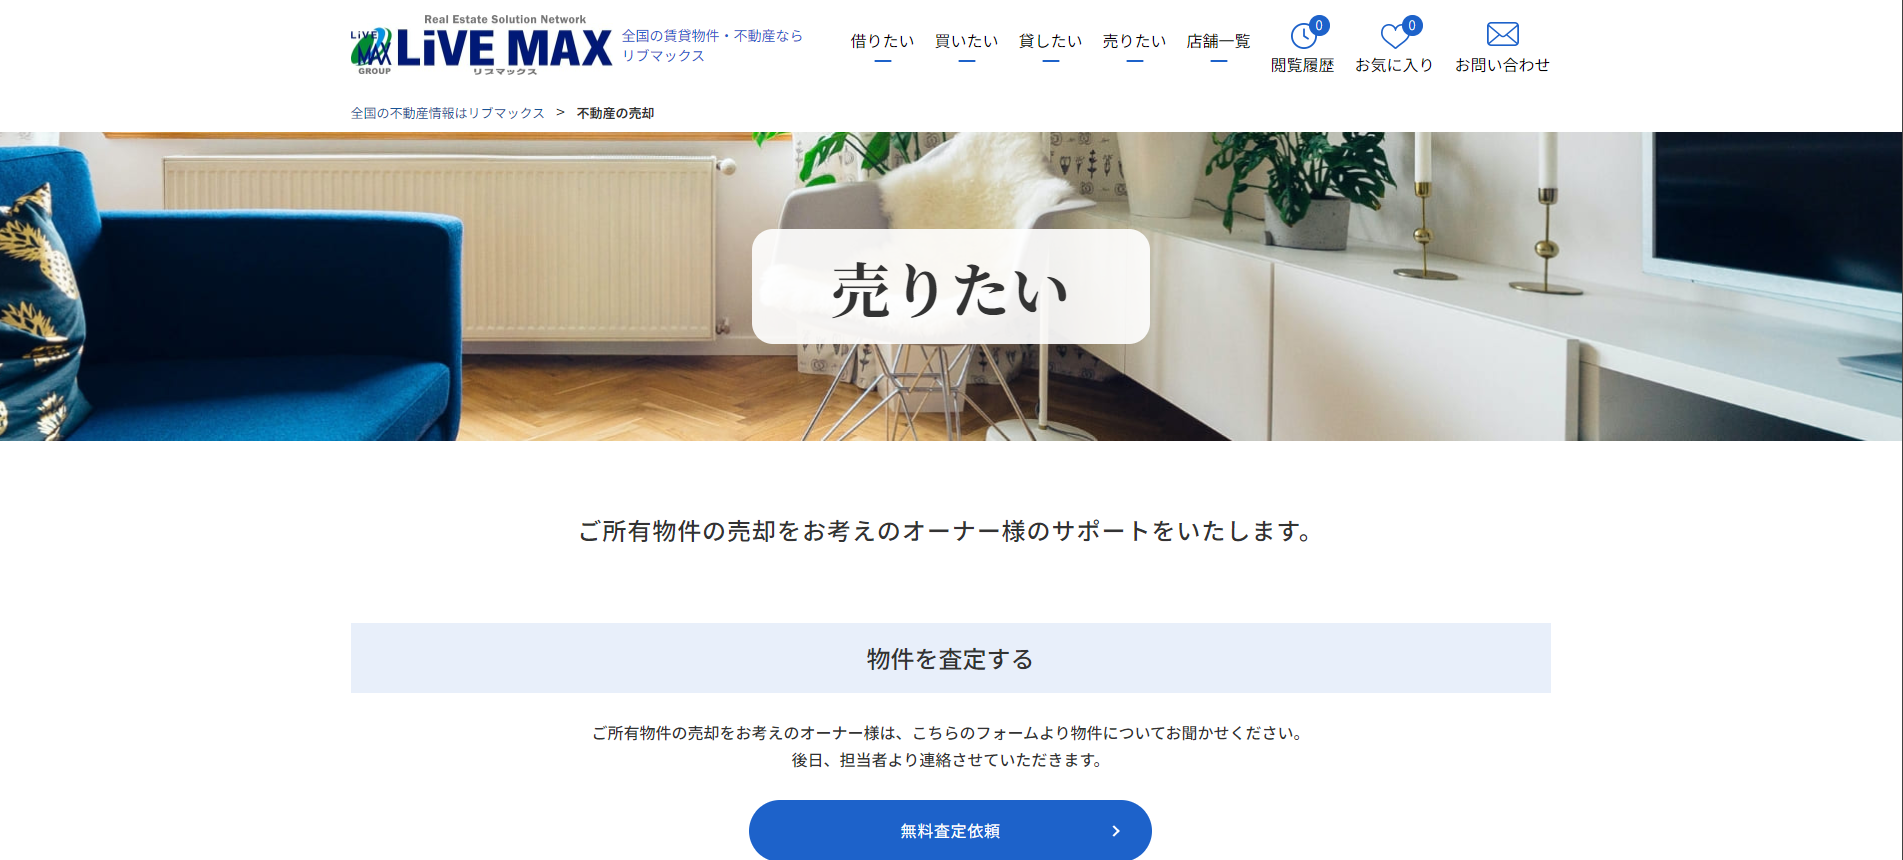 Real Estate Solution Network
LiVE
MAX
GROUP
LiVE MAX
リブマックス
全国の賃貸物件・不動産なら
リブマックス
借りたい
買いたい
貸したい
売りたい
店舗一覧
0
閲覧履歴
0
お気に入り
お問い合わせ
全国の不動産情報はリブマックス > 不動産の売却
売りたい
ご所有物件の売却をお考えのオーナー様のサポートをいたします。
物件を査定する
ご所有物件の売却をお考えのオーナー様は、こちらのフォームより物件についてお聞かせください。
後日、担当者より連絡させていただきます。
無料査定依頼